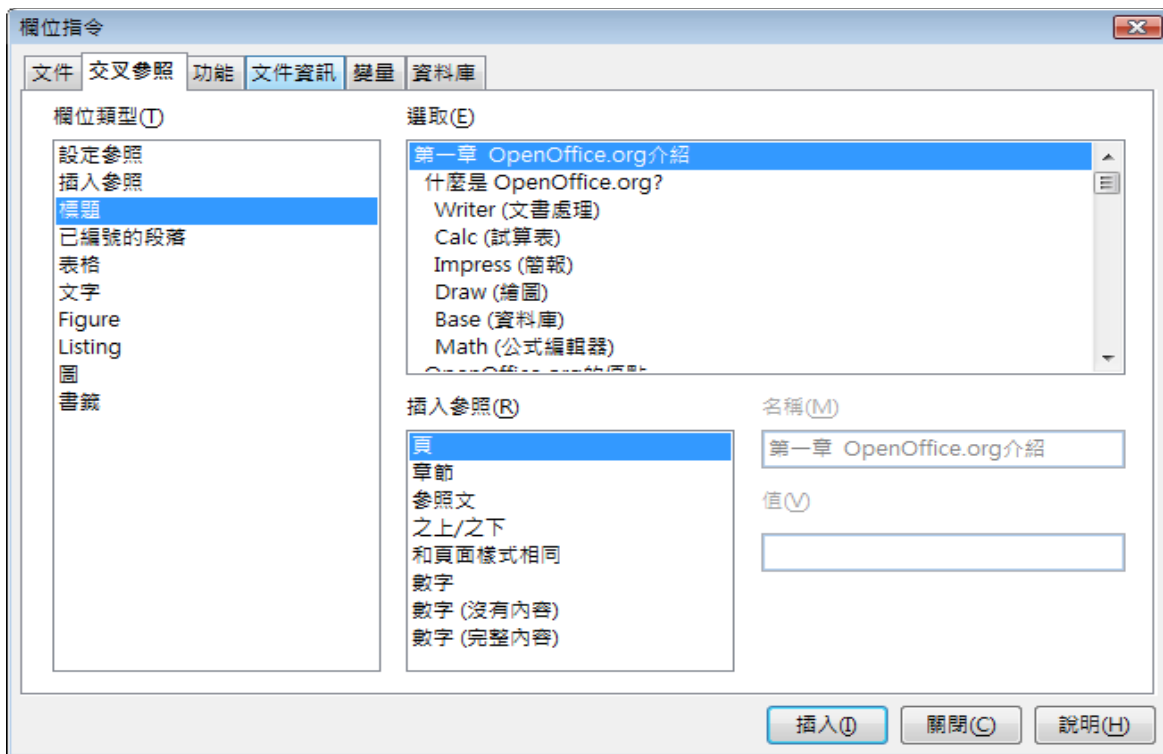 欄位指令
文件 交叉參照 功能 文件資訊 變量 資料庫
欄位類型(T)
設定參照
插入參照
標題
已編號的段落
表格
文字
Figure
Listing
圖
書籤
選取(E)
第一章 OpenOffice.org介紹
什麼是 OpenOffice.org?
Writer (文書處理)
Calc (試算表)
Impress (簡報)
Draw (繪圖)
Base (資料庫)
Math (公式編輯器)
OpenOffice.org的優點
插入參照(R)
頁
章節
參照文
之上/之下
和頁面樣式相同
數字
數字 (沒有內容)
數字 (完整內容)
名稱(M)
第一章 OpenOffice.org介紹
值(V)
插入(I) 關閉(C) 說明(H)